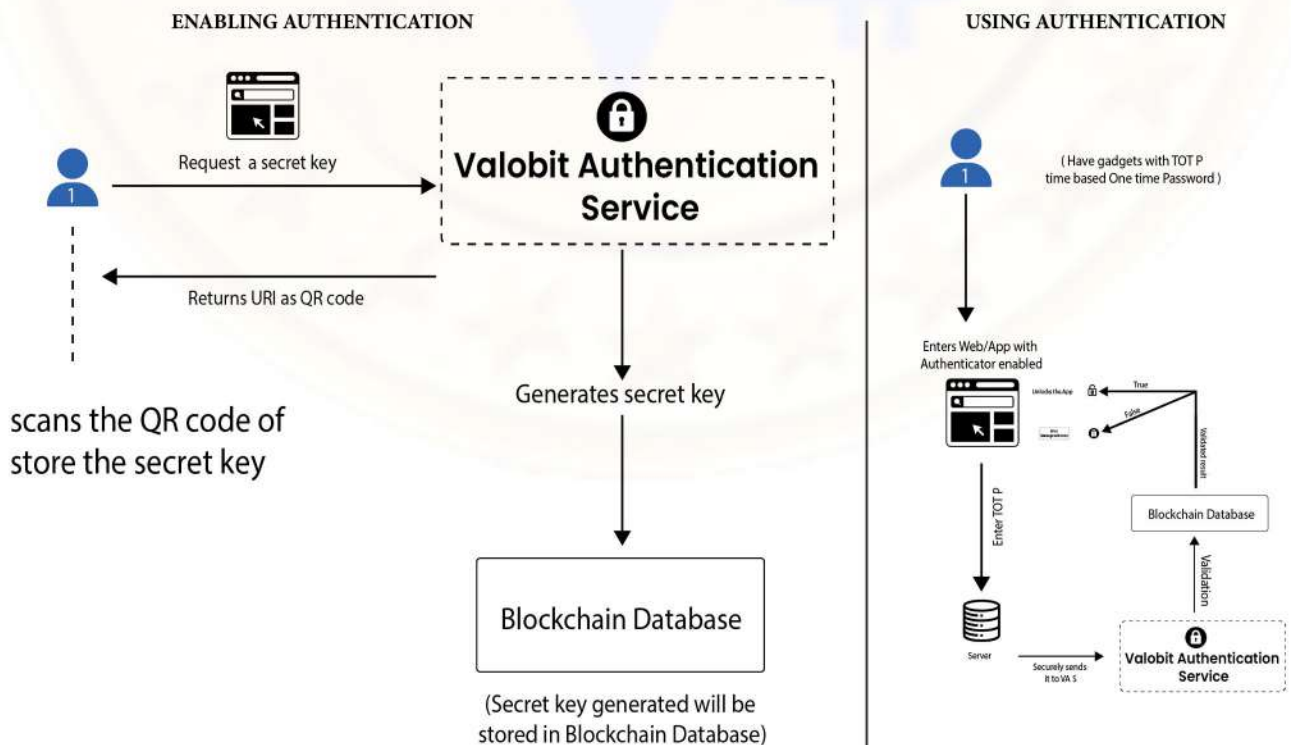 ENABLING AUTHENTICATION
Request a secret key
1
Valobit Authentication
Service
Returns URI as QR code
scans the QR code of
store the secret key
Generates secret key
Blockchain Database
(Secret key generated will be
stored in Blockchain Database)
USING AUTHENTICATION
1
( Have gadgets with TOT P
time based One time Password )
Enters Web/App with
Authenticator enabled
Unlocks the App
True
False
Validated result
Enter TOT P
Blockchain Database
Validation
Server
Securely sends
it to VA S
Valobit Authentication
Service